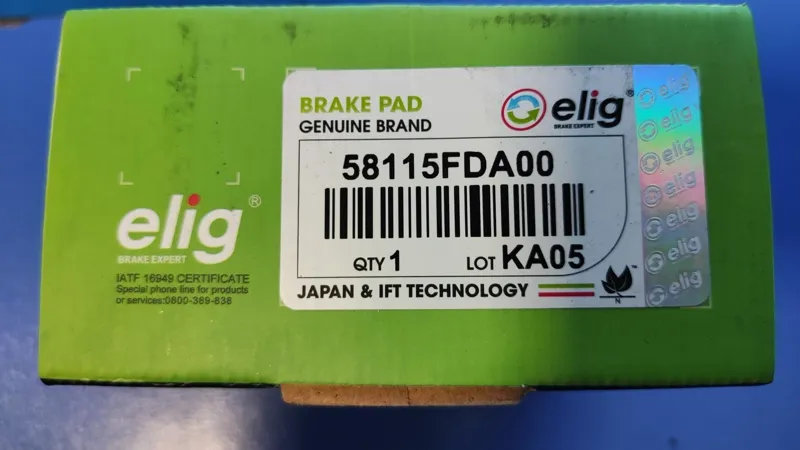 elig®
BRAKE EXPERT
IATF 16949 CERTIFICATE
Special phone line for products
or services:0800-389-838
BRAKE PAD
GENUINE BRAND
elig®
BRAKE EXPERT
58115FDA00
QTY 1
LOT KA05
JAPAN & IFT TECHNOLOGY
™
N
elig
elig
elig
elig
elig
elig
elig